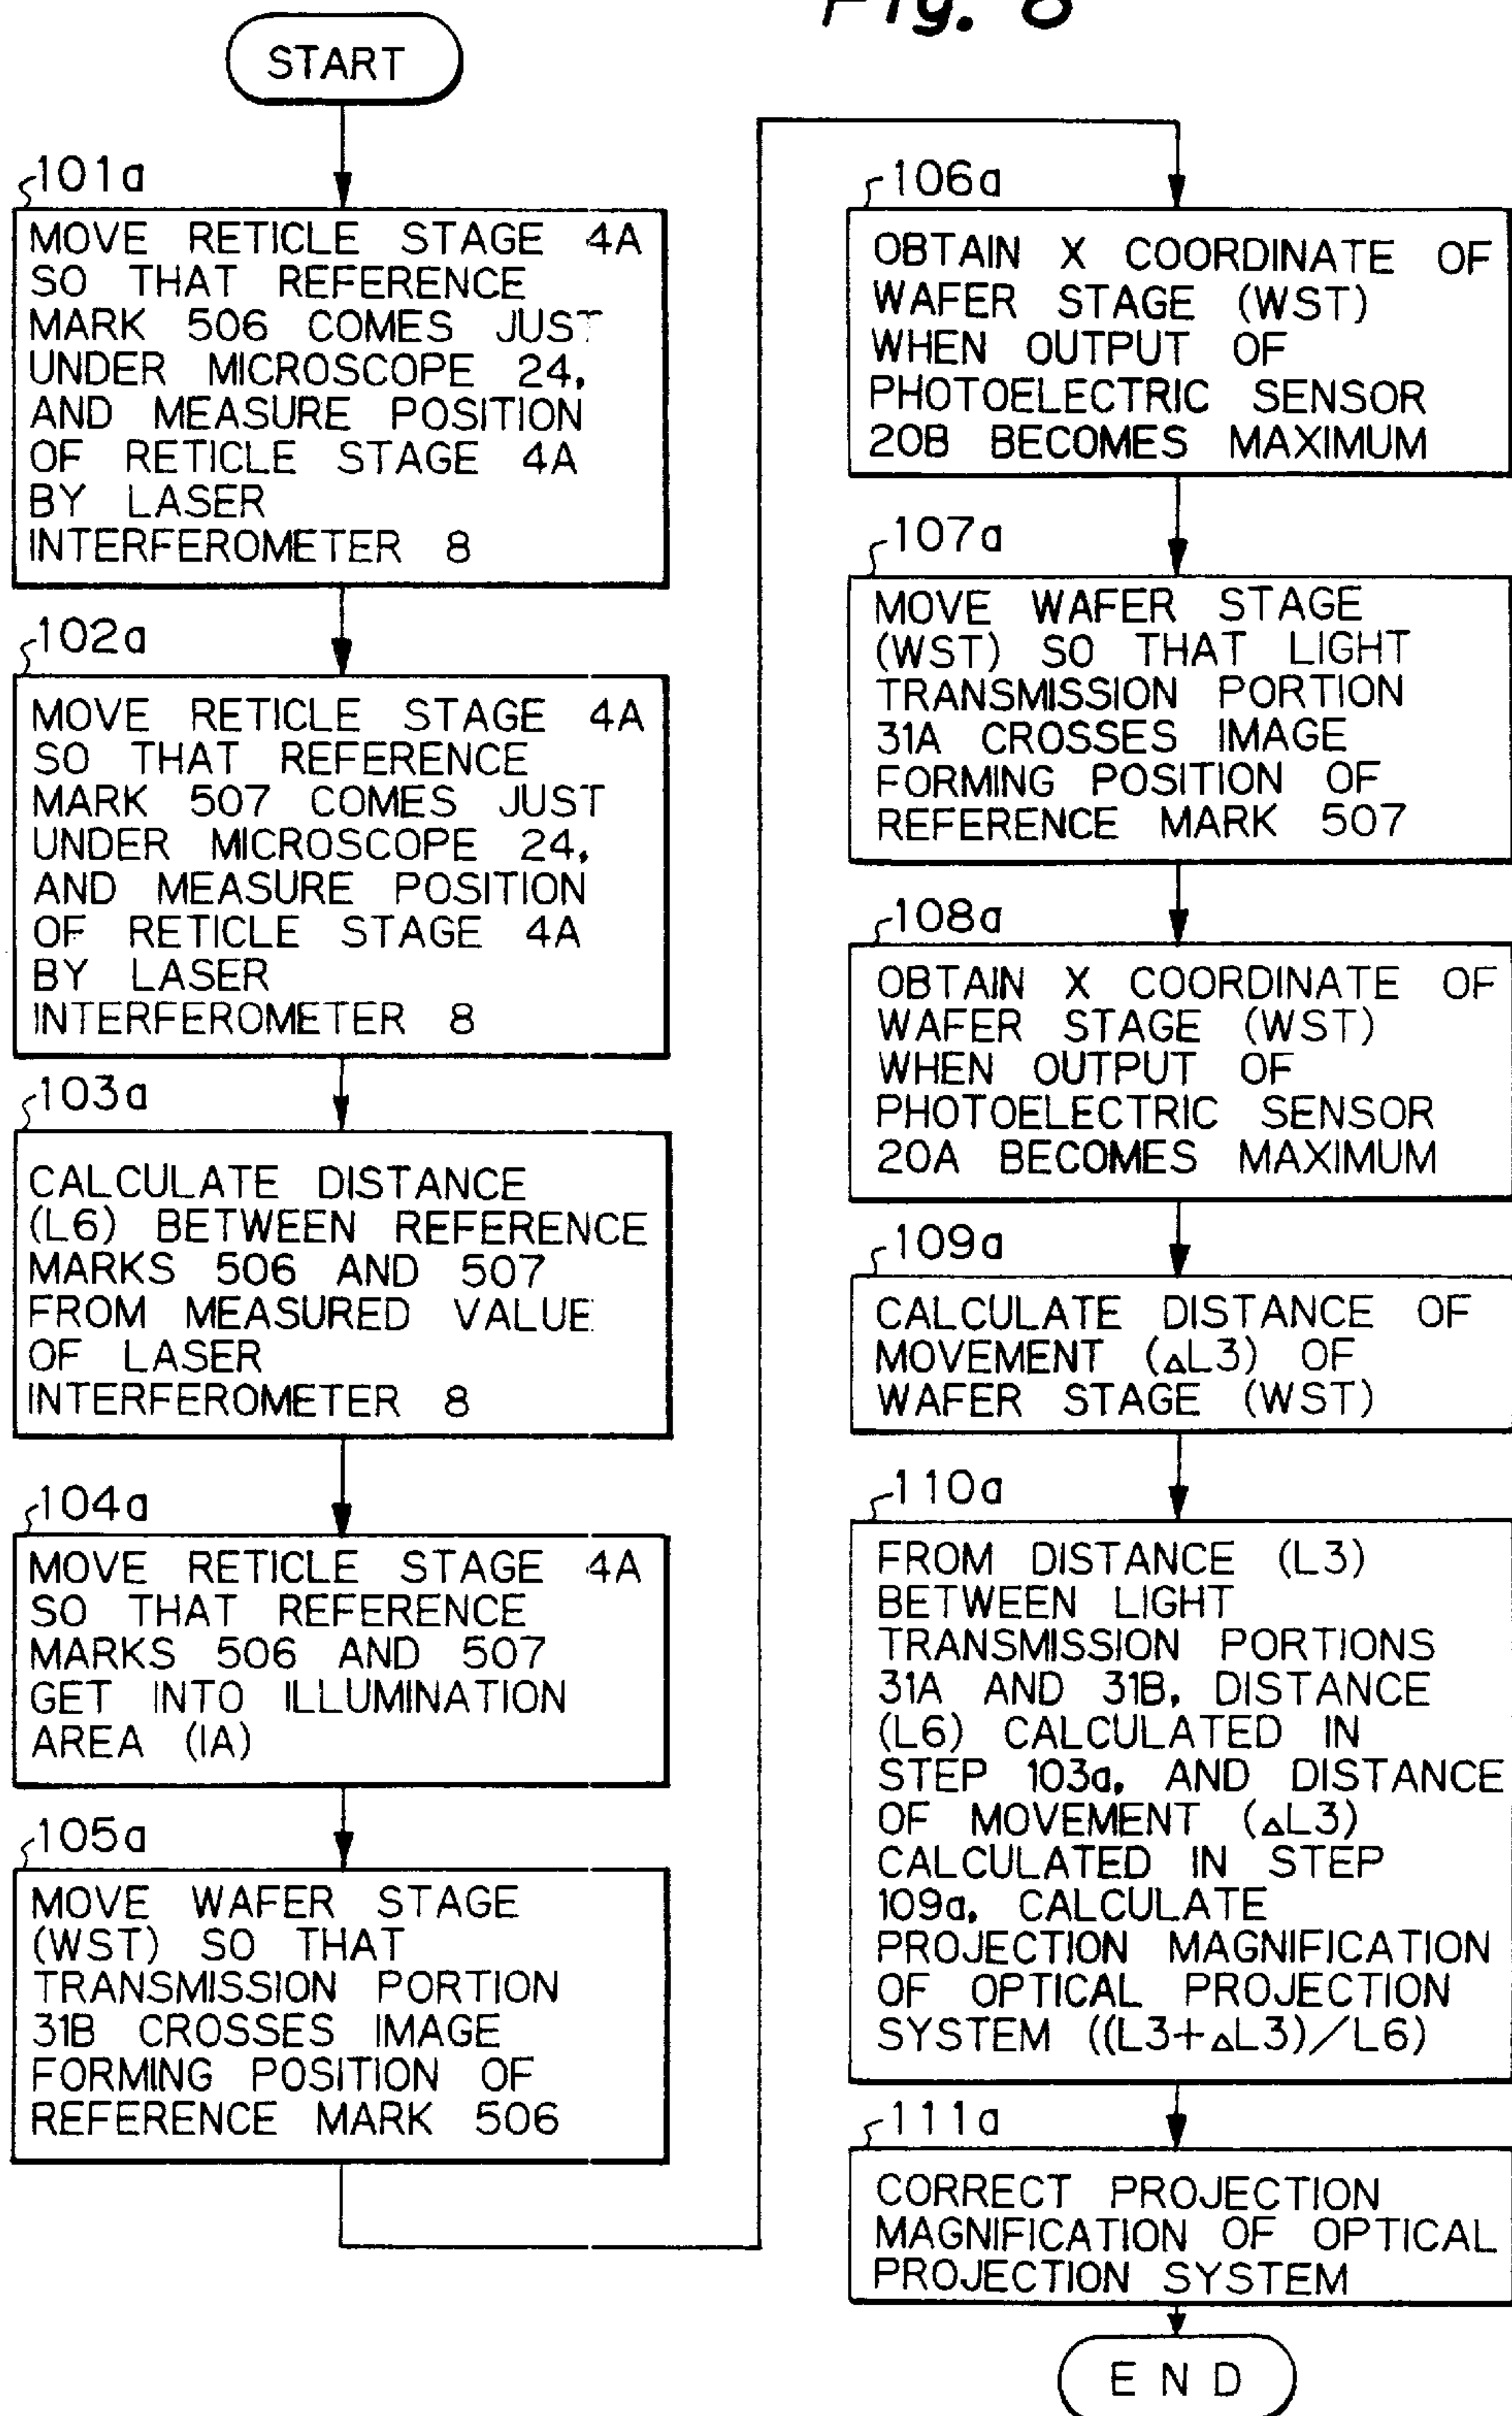 Fig. 8
START
101a
MOVE RETICLE STAGE 4A
SO THAT REFERENCE
MARK 506 COMES JUST
UNDER MICROSCOPE 24,
AND MEASURE POSITION
OF RETICLE STAGE 4A
BY LASER
INTERFEROMETER 8
102a
MOVE RETICLE STAGE 4A
SO THAT REFERENCE
MARK 507 COMES JUST
UNDER MICROSCOPE 24,
AND MEASURE POSITION
OF RETICLE STAGE 4A
BY LASER
INTERFEROMETER 8
103a
CALCULATE DISTANCE
(L6) BETWEEN REFERENCE
MARKS 506 AND 507
FROM MEASURED VALUE
OF LASER
INTERFEROMETER 8
104a
MOVE RETICLE STAGE 4A
SO THAT REFERENCE
MARKS 506 AND 507
GET INTO ILLUMINATION
AREA (IA)
105a
MOVE WAFER STAGE
(WST) SO THAT
TRANSMISSION PORTION
31B CROSSES IMAGE
FORMING POSITION OF
REFERENCE MARK 506
106a
OBTAIN X COORDINATE OF
WAFER STAGE (WST)
WHEN OUTPUT OF
PHOTOELECTRIC SENSOR
20B BECOMES MAXIMUM
107a
MOVE WAFER STAGE
(WST) SO THAT LIGHT
TRANSMISSION PORTION
31A CROSSES IMAGE
FORMING POSITION OF
REFERENCE MARK 507
108a
OBTAIN X COORDINATE OF
WAFER STAGE (WST)
WHEN OUTPUT OF
PHOTOELECTRIC SENSOR
20A BECOMES MAXIMUM
109a
CALCULATE DISTANCE OF
MOVEMENT (△L3) OF
WAFER STAGE (WST)
110a
FROM DISTANCE (L3)
BETWEEN LIGHT
TRANSMISSION PORTIONS
31A AND 31B, DISTANCE
(L6) CALCULATED IN
STEP 103a, AND DISTANCE
OF MOVEMENT (△L3)
CALCULATED IN STEP
109a, CALCULATE
PROJECTION MAGNIFICATION
OF OPTICAL PROJECTION
SYSTEM ((L3+△L3)/L6)
111a
CORRECT PROJECTION
MAGNIFICATION OF OPTICAL
PROJECTION SYSTEM
END